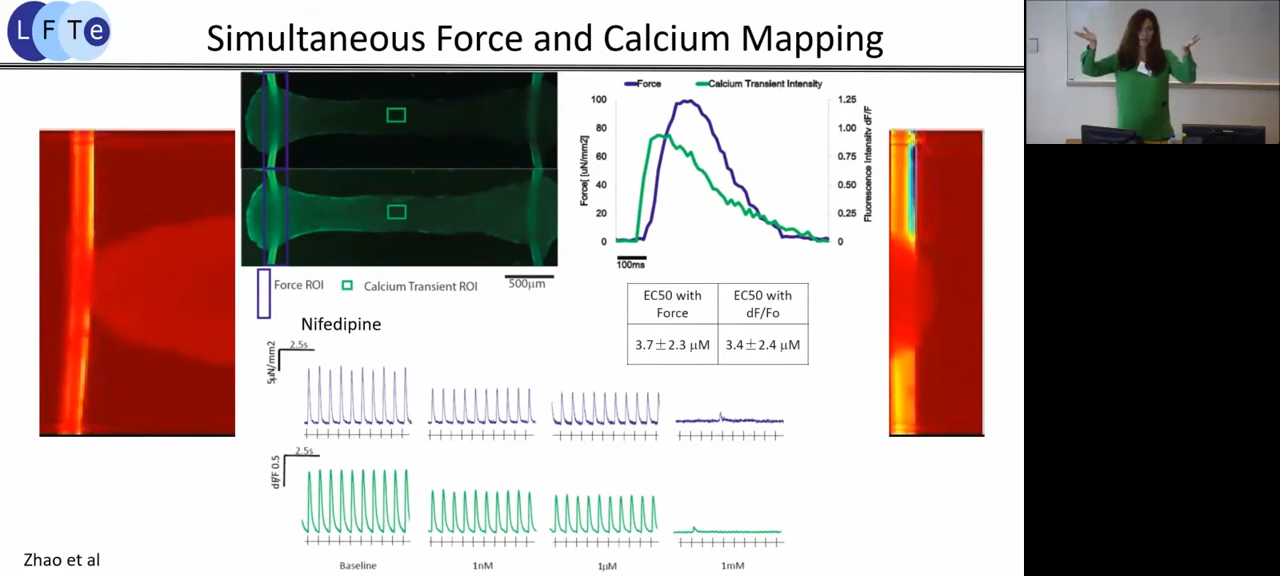 L F T e
Simultaneous Force and Calcium Mapping
Force
Calcium Transient Intensity
Force[ [uN/mm2]
100
80
60
40
20
0
1.25
1.00
0.75
0.50
0.25
0
Fluorescence Intensity dF/F
100ms
Force ROI
Calcium Transient ROI
500μm
EC50 with Force
EC50 with dF/Fo
3.7±2.3 μM
3.4±2.4 μM
Nifedipine
2.5s
5μN/mm2
2.5s
dF/F 0.5
Baseline
1nM
1μM
1mM
Zhao et al